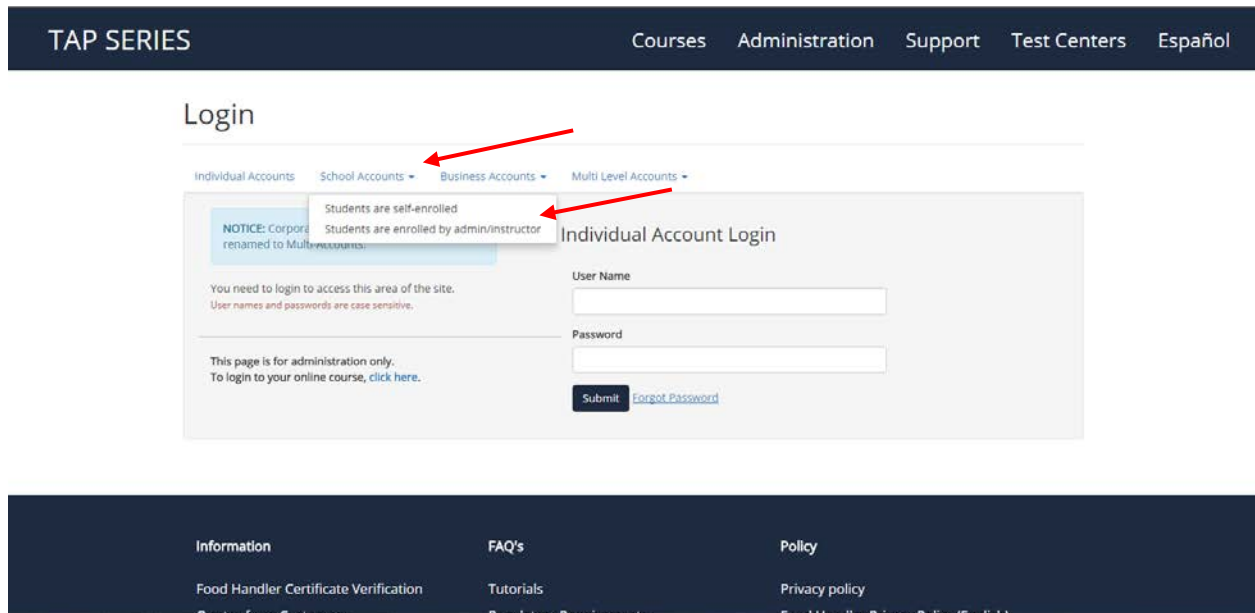 TAP SERIES
Courses Administration Support Test Centers Español
Login
Individual Accounts School Accounts Business Accounts Multi Level Accounts
Students are self-enrolled
Students are enrolled by admin/instructor
NOTICE: Corpora
renamed to Multi-Accounts.
You need to login to access this area of the site.
User names and passwords are case sensitive.
This page is for administration only.
To login to your online course, click here.
Individual Account Login
User Name
Password
Submit Forgot Password
Information FAQ's Policy
Food Handler Certificate Verification Tutorials Privacy policy